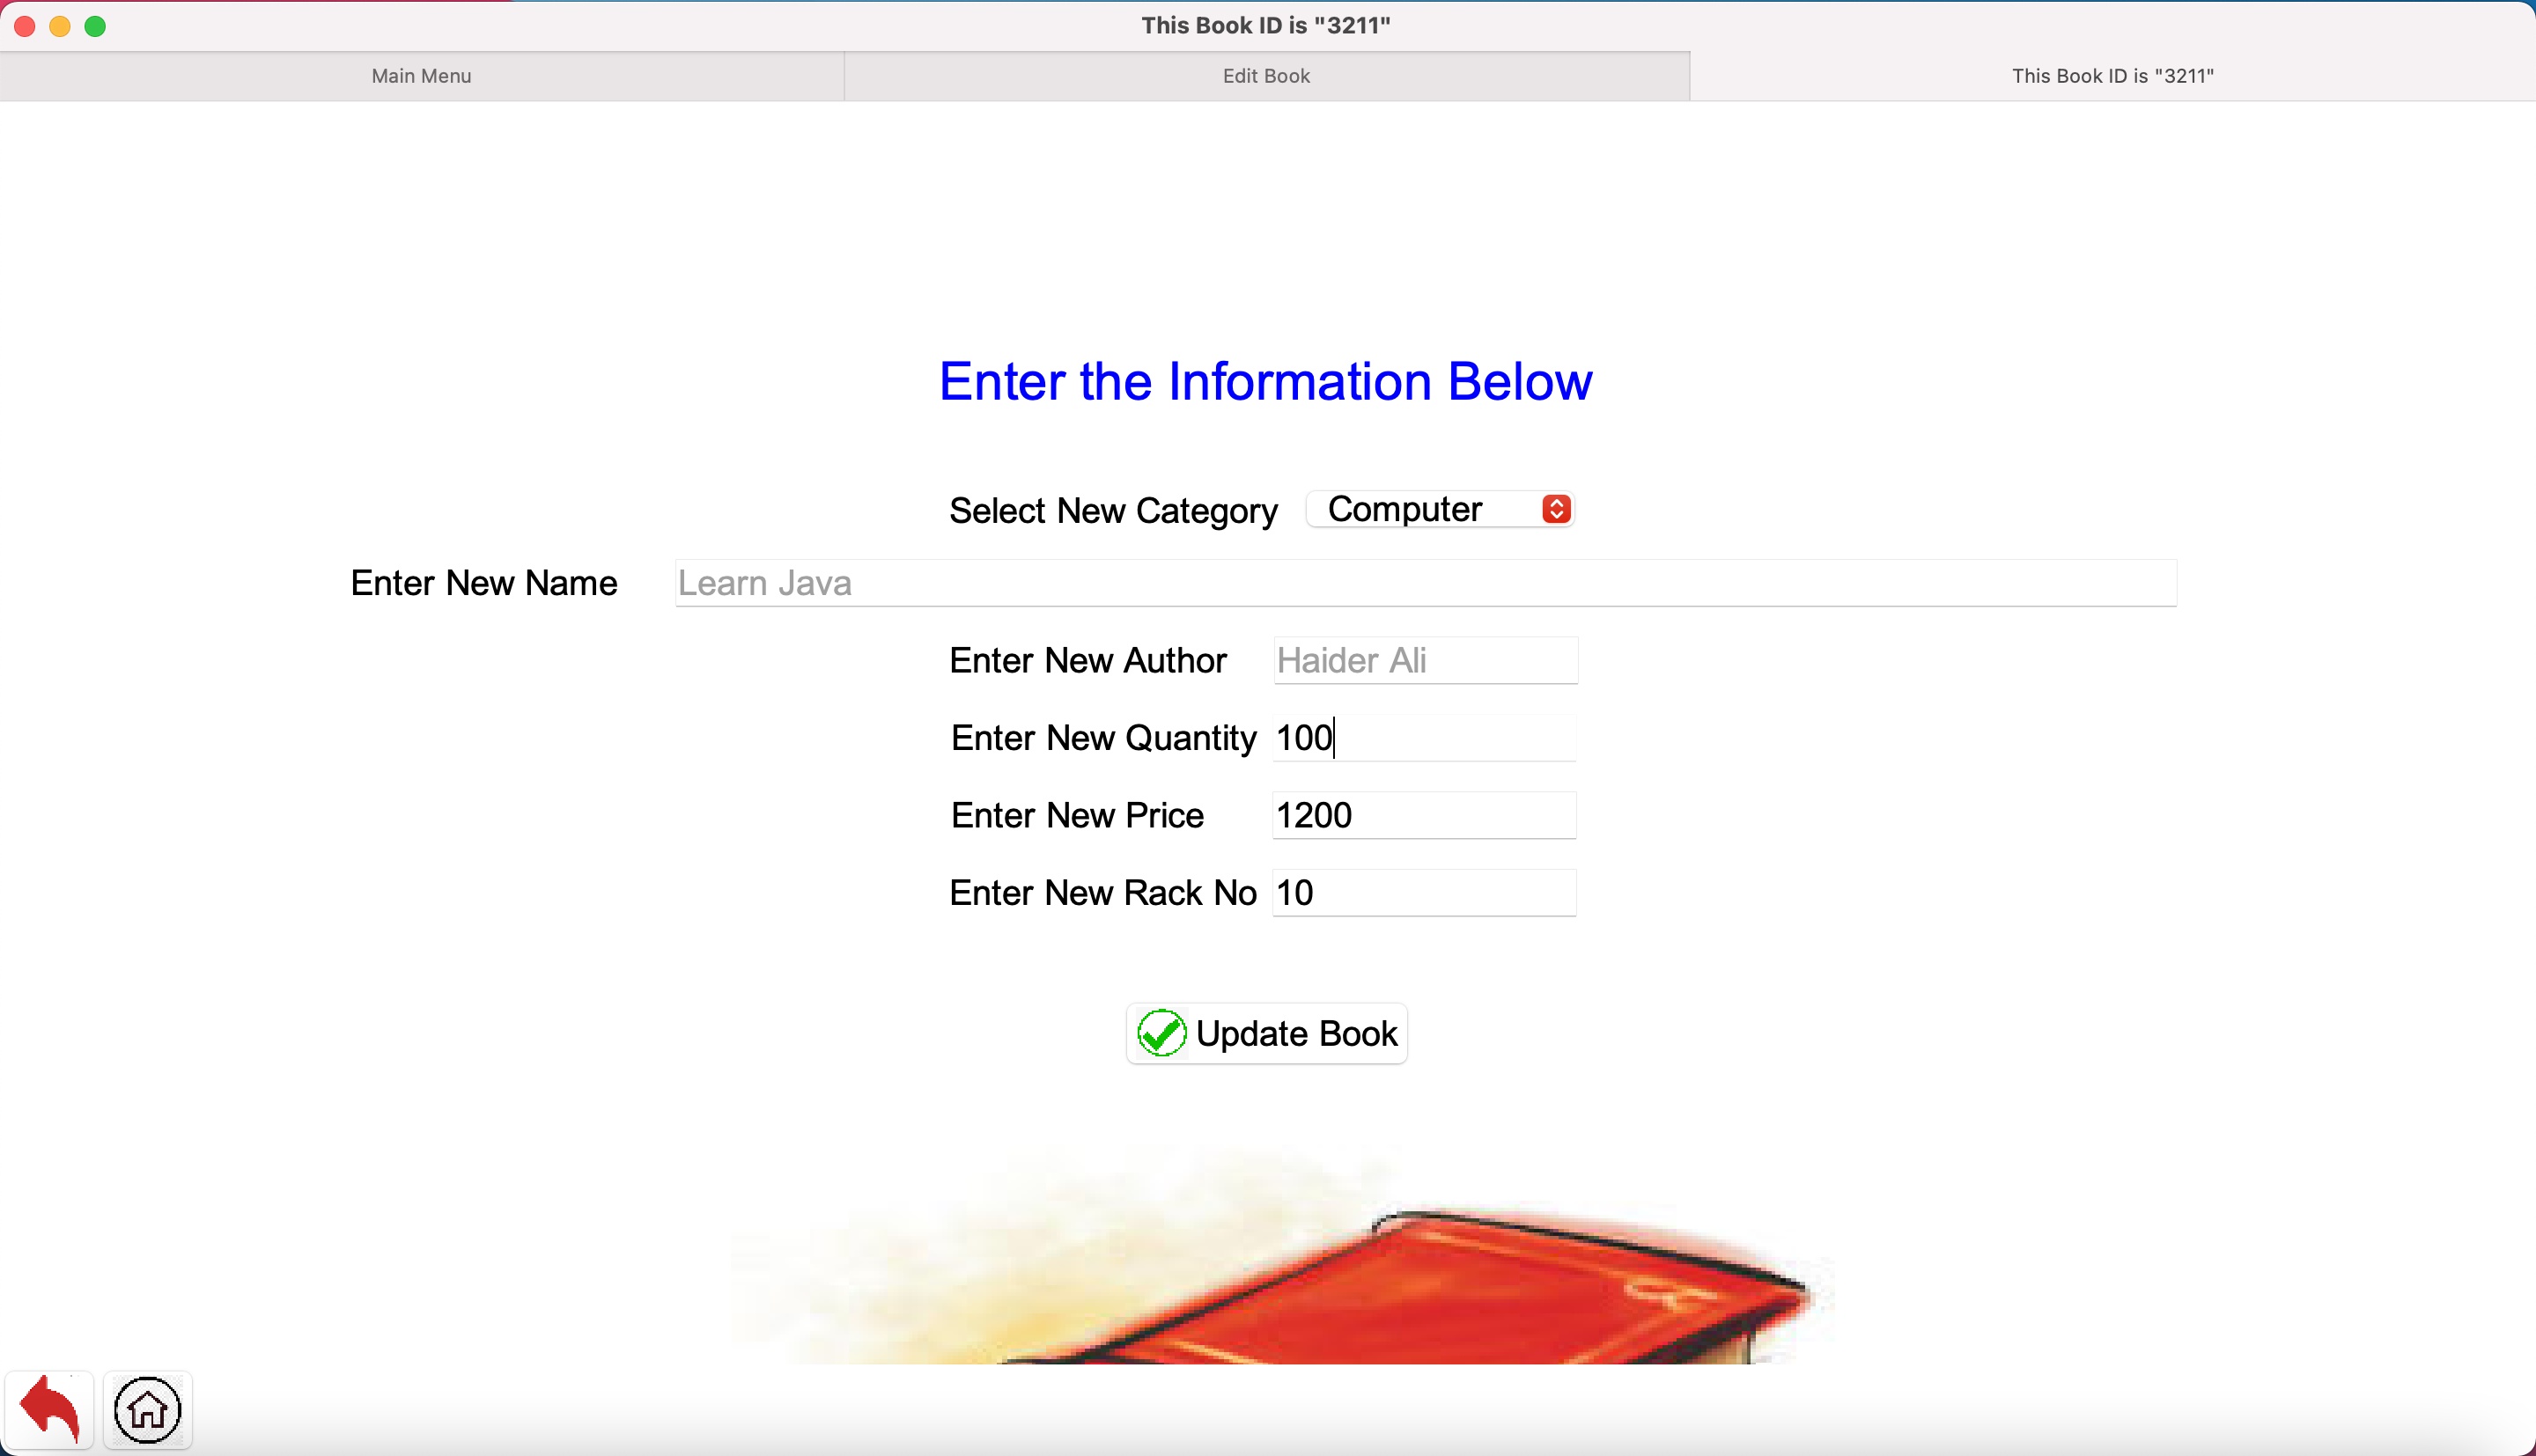 This Book ID is "3211"
Main Menu
Edit Book
This Book ID is "3211"
Enter the Information Below
Select New Category Computer
Enter New Name Learn Java
Enter New Author Haider Ali
Enter New Quantity 100
Enter New Price 1200
Enter New Rack No 10
Update Book